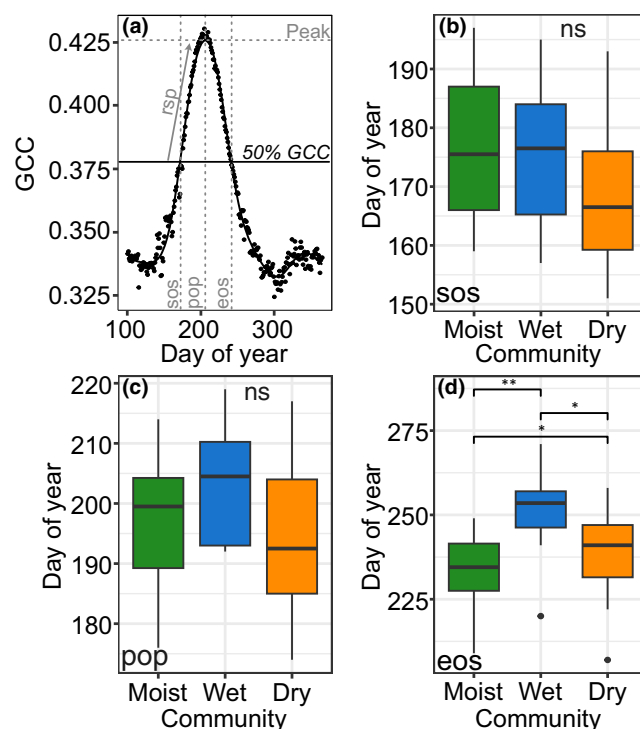 (a)
Peak
rsp
50% GCC
0.425
0.400
0.375
0.350
0.325
GCC
sos
pop
eos
100
200
300
Day of year
(b)
ns
190
180
170
160
150
Day of year
sos
Moist Wet Dry
Community
(c)
ns
220
210
200
190
180
Day of year
pop
Moist Wet Dry
Community
(d)
**
*
*
275
250
225
Day of year
eos
Moist Wet Dry
Community